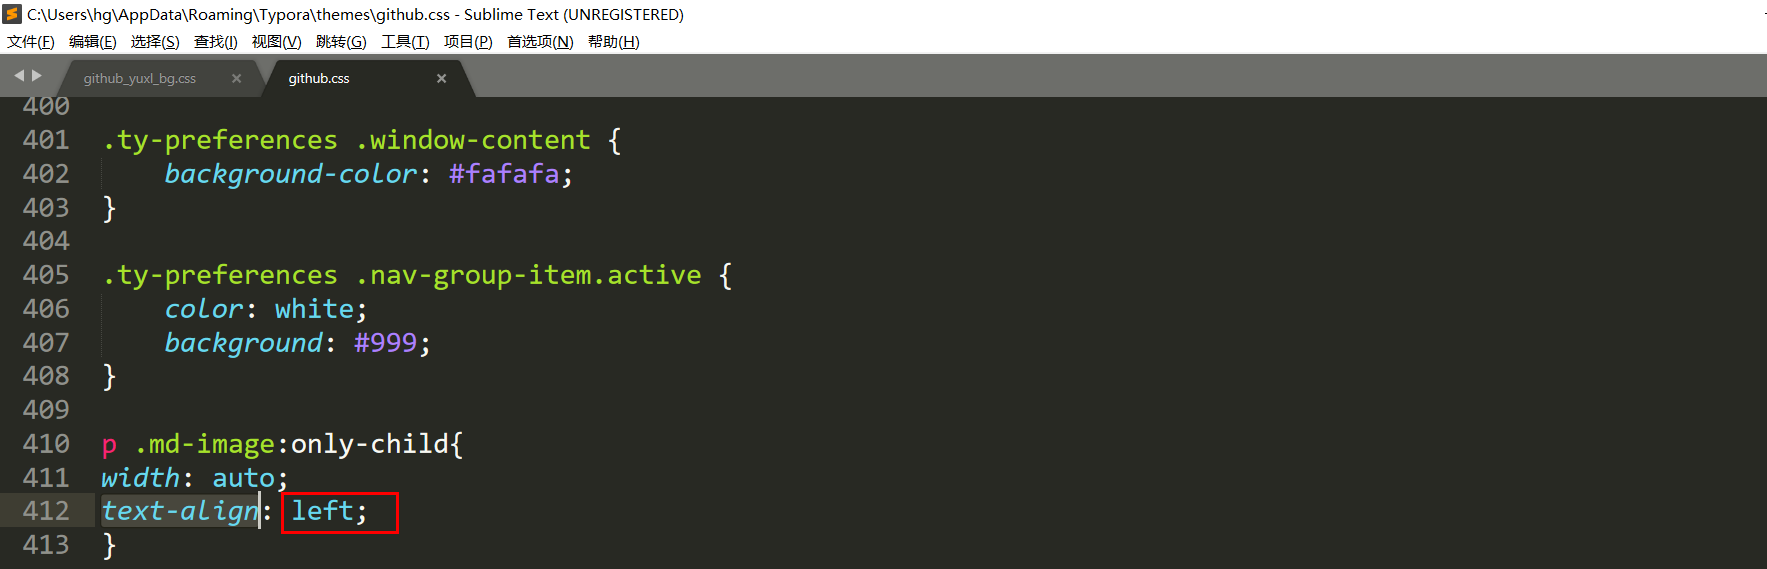 C:\Users\hg\AppData\Roaming\Typora\themes\github.css - Sublime Text (UNREGISTERED)
文件(F) 编辑(E) 选择(S) 查找(I) 视图(V) 跳转(G) 工具(T) 项目(P) 首选项(N) 帮助(H)
github_yuxl_bg.css × github.css ×
400
401 .ty-preferences .window-content {
402 background-color: #fafafa;
403 }
404
405 .ty-preferences .nav-group-item.active {
406 color: white;
407 background: #999;
408 }
409
410 p .md-image:only-child{
411 width: auto;
412 text-align: left;
413 }